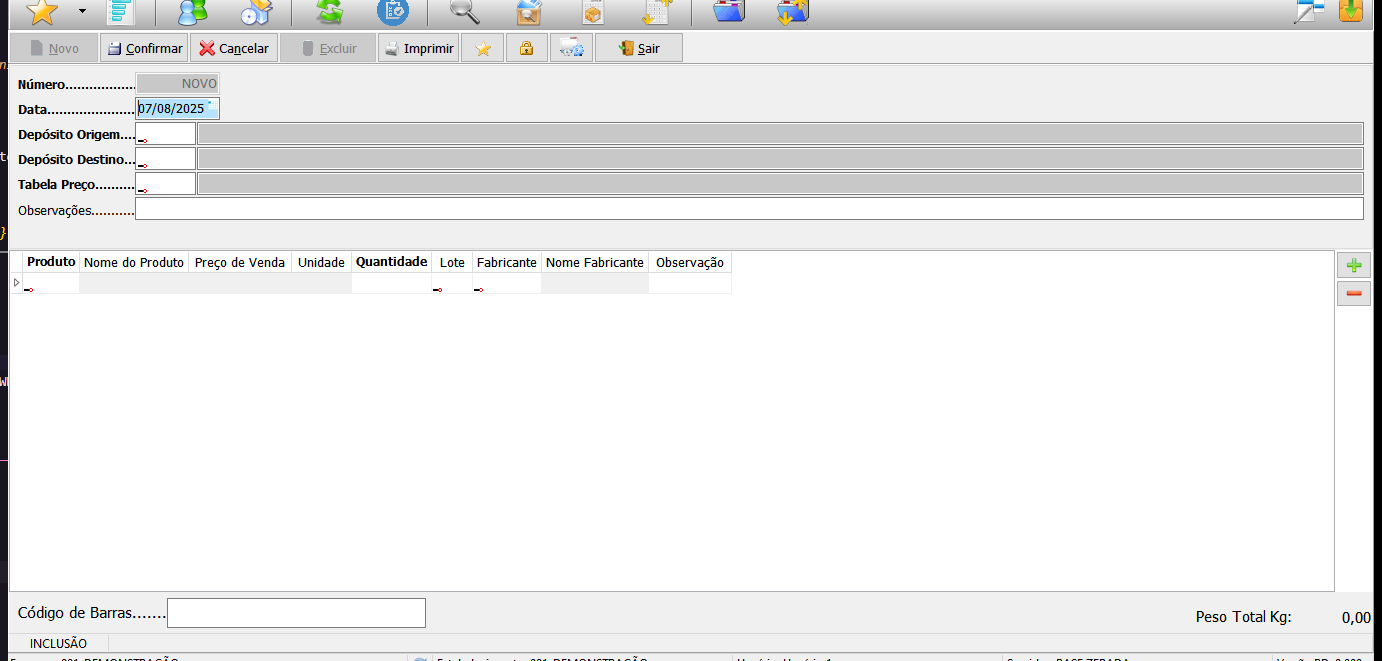 Novo Confirmar Cancelar Excluir Imprimir Sair
Número.................. NOVO
Data...................... 07/08/2025
Depósito Origem....
Depósito Destino...
Tabela Preço..........
Observações...........
Produto Nome do Produto Preço de Venda Unidade Quantidade Lote Fabricante Nome Fabricante Observação
Código de Barras.......
Peso Total Kg: 0,00
INCLUSÃO